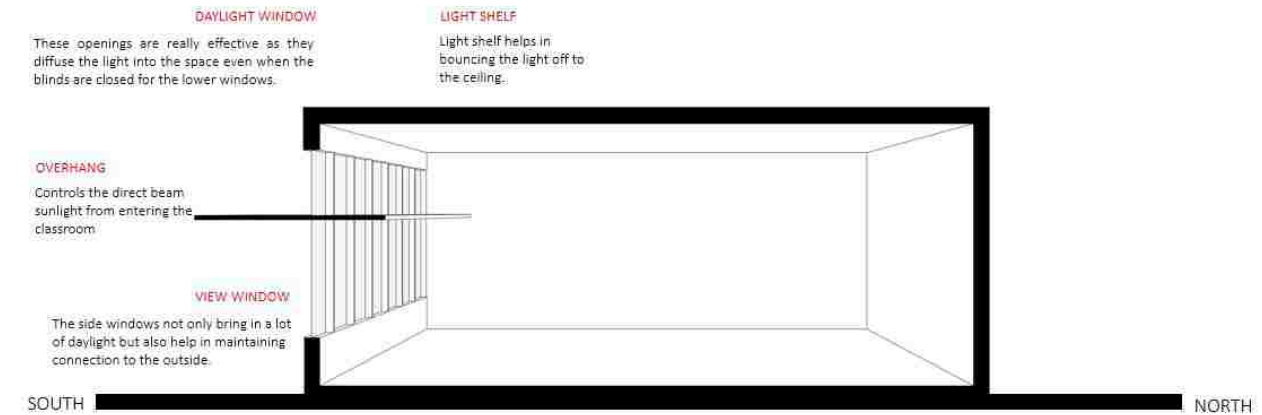 DAYLIGHT WINDOW
These openings are really effective as they
diffuse the light into the space even when the
blinds are closed for the lower windows.
LIGHT SHELF
Light shelf helps in
bouncing the light off to
the ceiling.
OVERHANG
Controls the direct beam
sunlight from entering the
classroom
VIEW WINDOW
The side windows not only bring in a lot
of daylight but also help in maintaining
connection to the outside.
SOUTH
NORTH